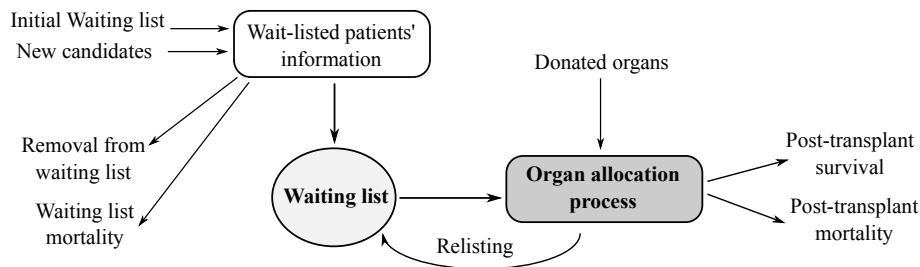 Initial Waiting list
New candidates
Wait-listed patients'
information
Donated organs
Removal from
waiting list
Waiting list
mortality
Waiting list
Organ allocation
process
Post-transplant
survival
Post-transplant
mortality
Relisting